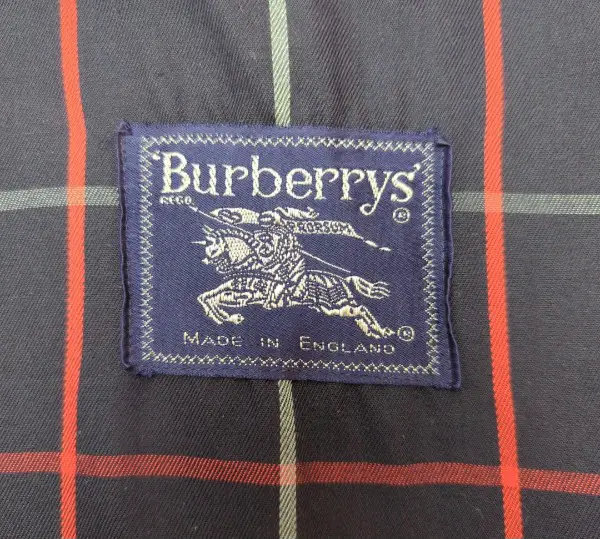 'Burberrys'
REGD.
PRORSUM
®
®
MADE IN ENGLAND